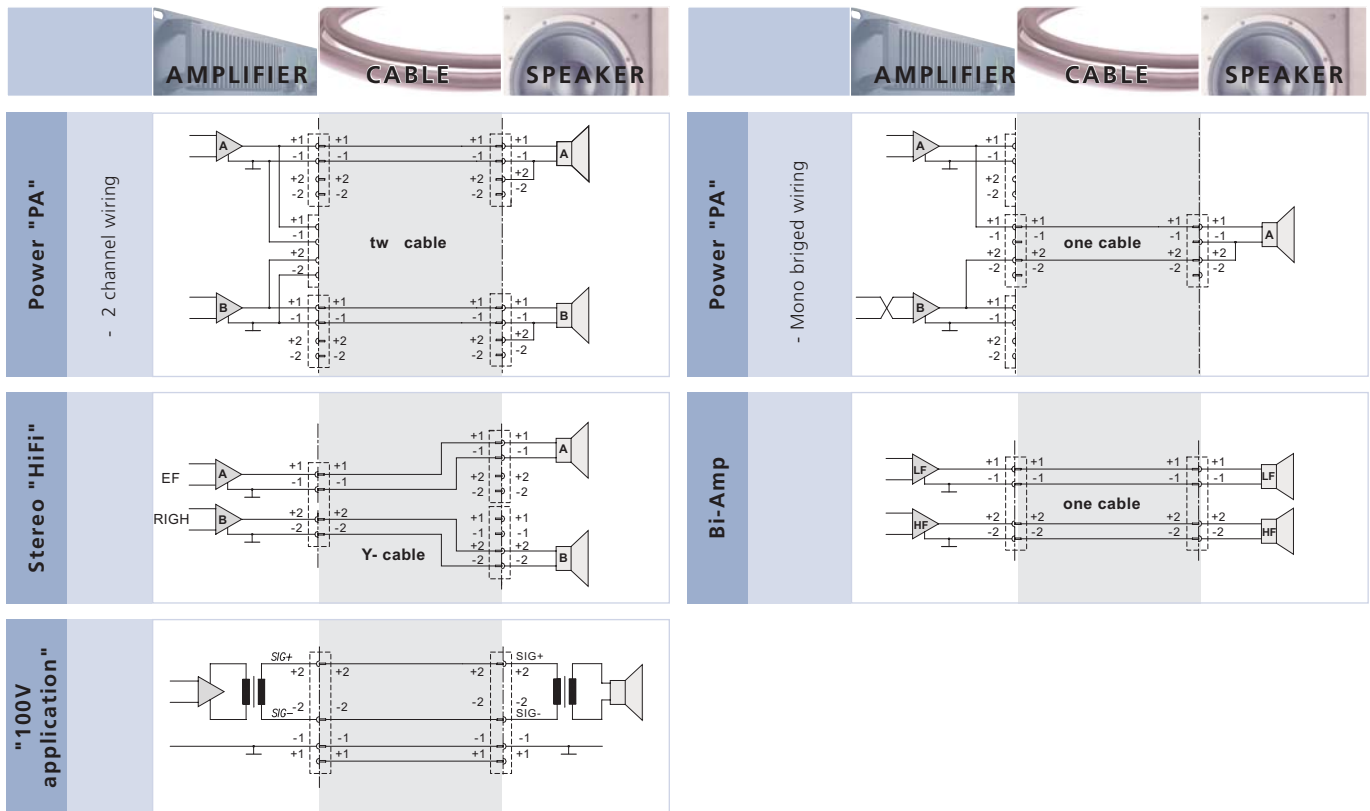 AMPLIFIER CABLE SPEAKER
AMPLIFIER CABLE SPEAKER
Power "PA"
- 2 channel wiring
A
+1 +1 +1 +1
-1 -1 -1 -1
A
+2 +2 +2 +2
-2 -2 -2 -2
+1
-1
+2
-2
tw cable
B
+1 +1 +1 +1
-1 -1 -1 -1
B
+2 +2 +2 +2
-2 -2 -2 -2
Power "PA"
- Mono briged wiring
A
+1
-1
+2
-2
+1 +1 +1 +1
-1 -1 -1 -1
A
+2 +2 +2 +2
-2 -2 -2 -2
one cable
B
+1
-1
+2
-2
Stereo "HiFi"
EF
A
+1 +1
-1 -1
RIGH
B
+2 +2
-2 -2
Y- cable
+1 +1
-1 -1
A
+2 +2
-2 -2
+1 +1
-1 -1
+2 +2
-2 -2
B
Bi-Amp
LF
+1 +1 +1 +1
-1 -1 -1 -1
LF
one cable
HF
+2 +2 +2 +2
-2 -2 -2 -2
HF
"100V
application"
SIG+ SIG+
+2 +2 +2 +2
-2 -2 -2 -2
SIG- SIG-
-1 -1 -1 -1
+1 +1 +1 +1